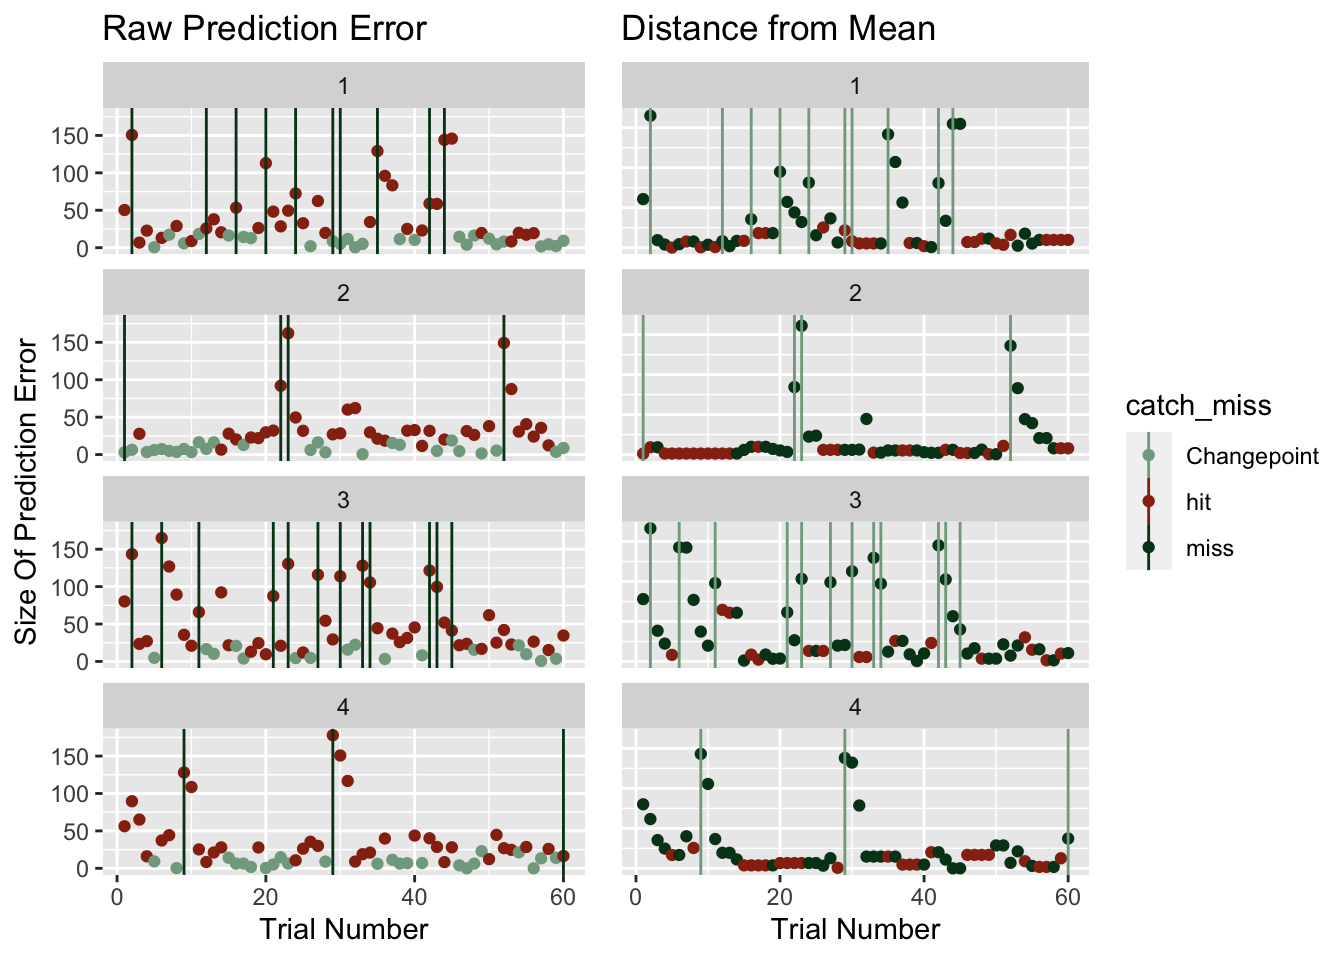 Raw Prediction Error
Distance from Mean
Size Of Prediction Error
1
150
100
50
0
2
150
100
50
0
3
150
100
50
0
4
150
100
50
0
0 20 40 60
Trial Number
1
2
3
4
0 20 40 60
Trial Number
catch_miss
Changepoint
hit
miss